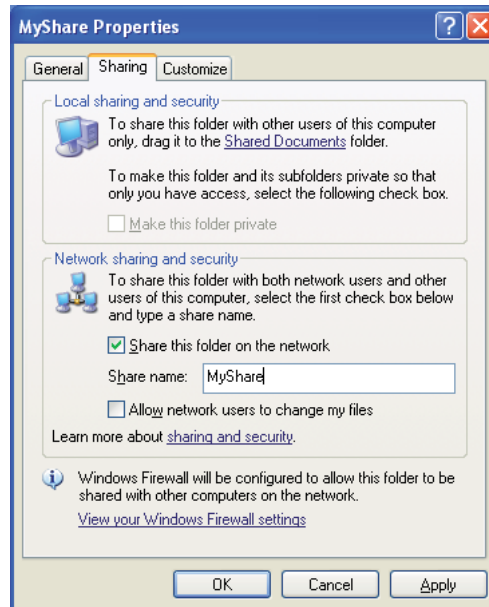 MyShare Properties
General Sharing Customize
Local sharing and security
To share this folder with other users of this computer
only, drag it to the Shared Documents folder.
To make this folder and its subfolders private so that
only you have access, select the following check box.
Make this folder private
Network sharing and security
To share this folder with both network users and other
users of this computer, select the first check box below
and type a share name.
Share this folder on the network
Share name: MyShare
Allow network users to change my files
Learn more about sharing and security.
Windows Firewall will be configured to allow this folder to be
shared with other computers on the network.
View your Windows Firewall settings
OK Cancel Apply